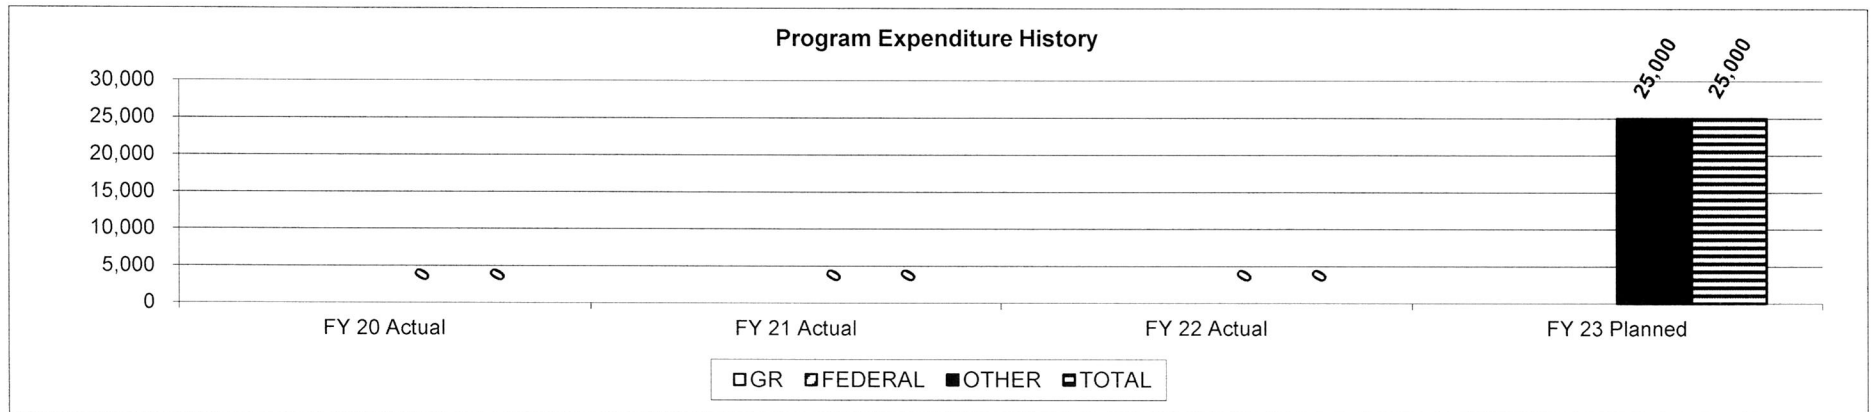 Program Expenditure History
25,000
25,000
30,000
25,000
20,000
15,000
10,000
5,000
0
0 0 0 0 0 0
FY 20 Actual FY 21 Actual FY 22 Actual FY 23 Planned
GR FEDERAL OTHER TOTAL